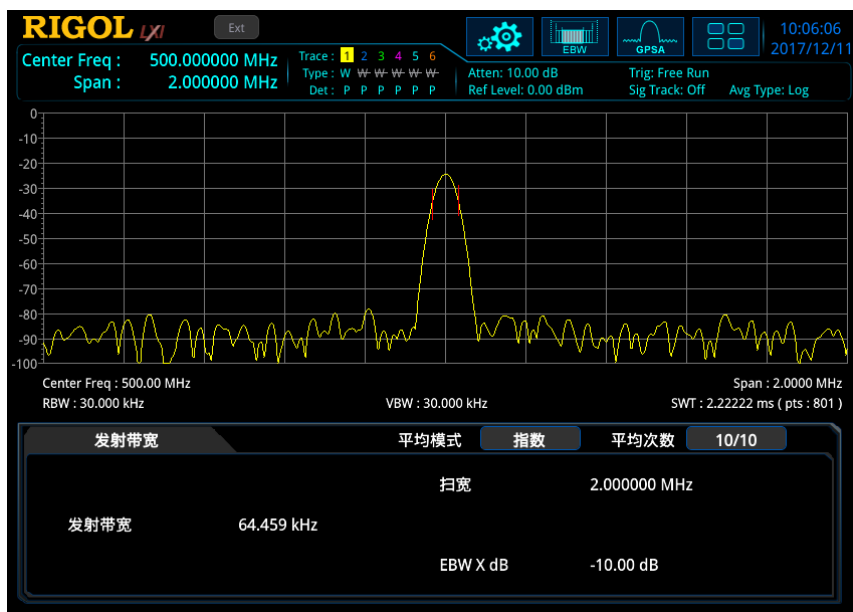 RIGOL LXI Ext EBW GPSA 10:06:06
2017/12/11
Center Freq : 500.000000 MHz
Span : 2.000000 MHz
Trace : 1 2 3 4 5 6
Type : W W W W W W
Det : P P P P P P
Atten: 10.00 dB Trig: Free Run
Ref Level: 0.00 dBm Sig Track: Off Avg Type: Log
0
-10
-20
-30
-40
-50
-60
-70
-80
-90
-100
Center Freq : 500.00 MHz Span : 2.0000 MHz
RBW : 30.000 kHz VBW : 30.000 kHz SWT : 2.22222 ms ( pts : 801 )
发射带宽 平均模式 指数 平均次数 10/10
扫宽 2.000000 MHz
发射带宽 64.459 kHz
EBW X dB -10.00 dB